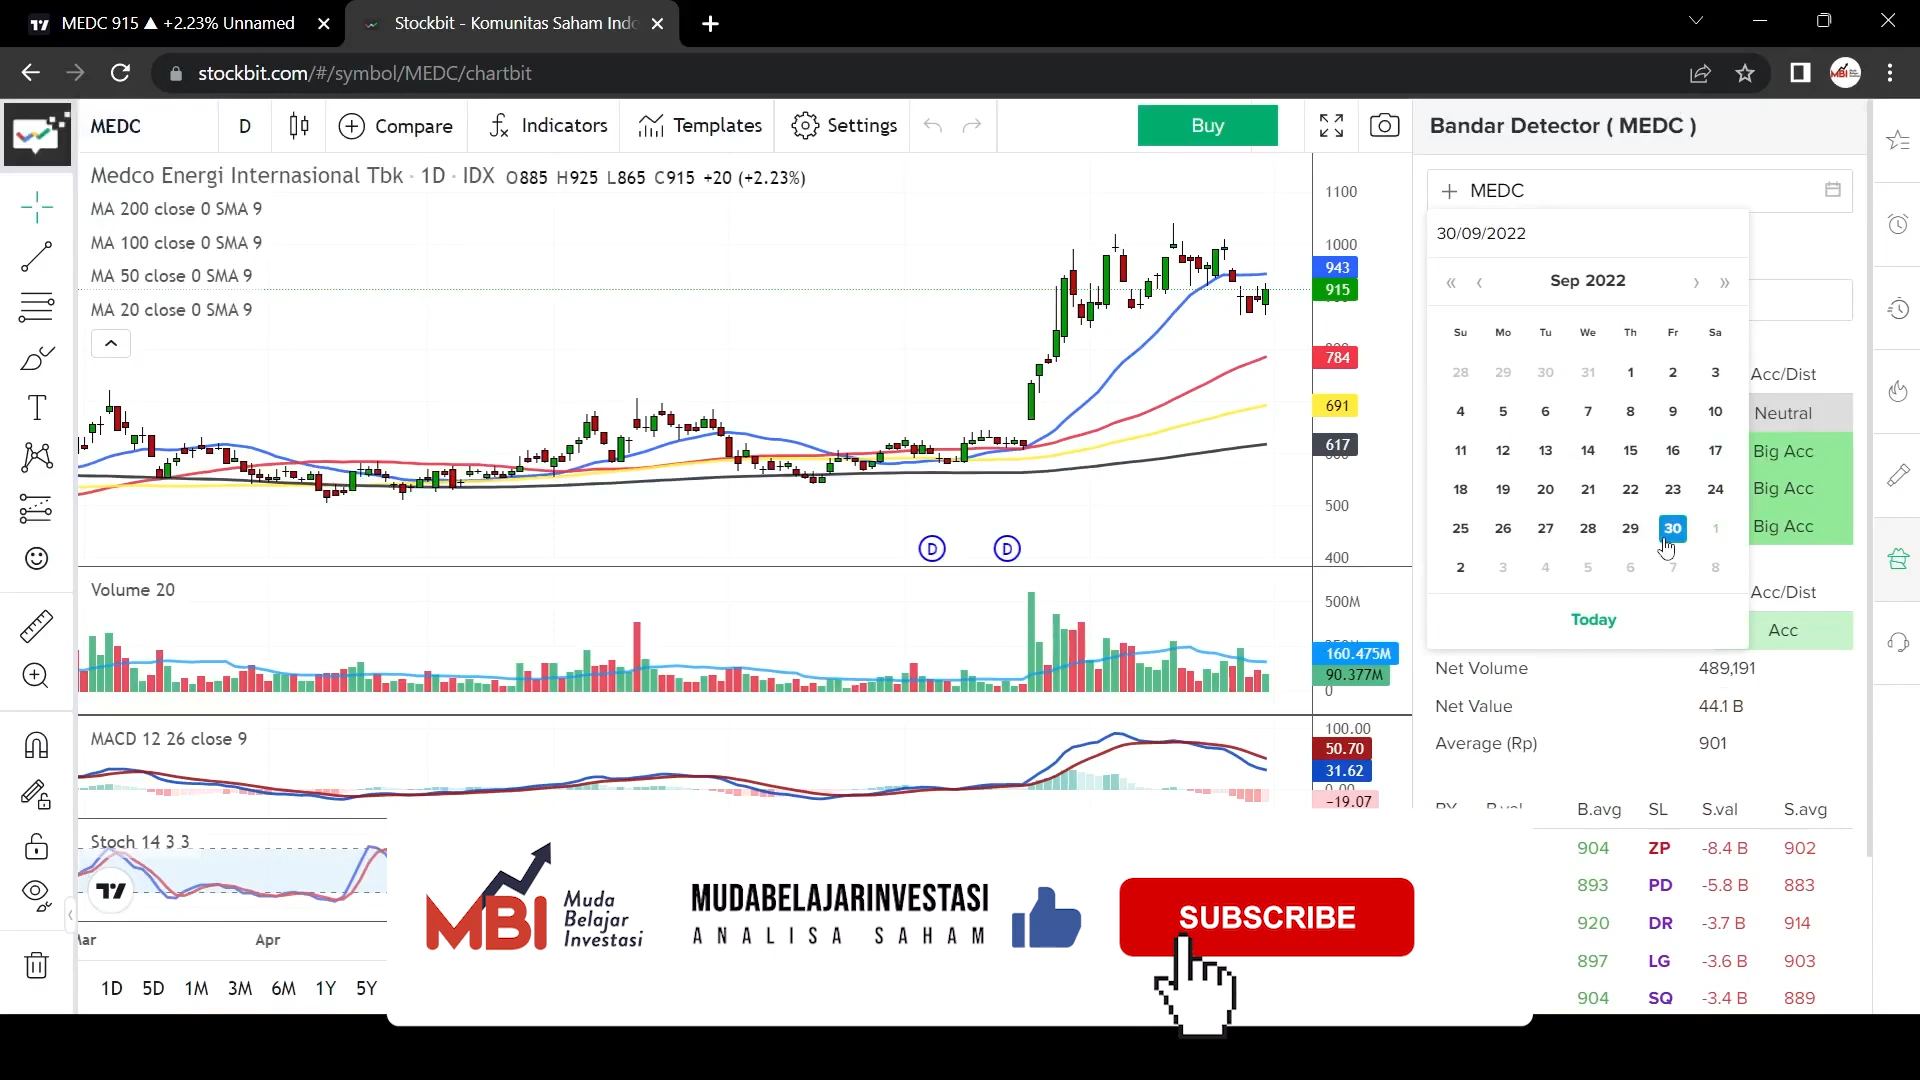 MEDC 915 ▲ +2.23% Unnamed
Stockbit - Komunitas Saham Indo
stockbit.com/#/symbol/MEDC/chartbit
MEDC
D
Compare
Indicators
Templates
Settings
Buy
Bandar Detector ( MEDC )
Medco Energi Internasional Tbk · 1D · IDX O885 H925 L865 C915 +20 (+2.23%)
MA 200 close 0 SMA 9
MA 100 close 0 SMA 9
MA 50 close 0 SMA 9
MA 20 close 0 SMA 9
1100
1000
943
915
784
691
617
500
400
D D
Volume 20
500M
160.475M
90.377M
0
MACD 12 26 close 9
100.00
50.70
31.62
-19.07
Stoch 14 3 3
Apr
1D 5D 1M 3M 6M 1Y 5Y
MEDC
30/09/2022
« ‹ Sep 2022 › »
Su Mo Tu We Th Fr Sa
28 29 30 31 1 2 3
4 5 6 7 8 9 10
11 12 13 14 15 16 17
18 19 20 21 22 23 24
25 26 27 28 29 30 1
2 3 4 5 6 7 8
Today
Acc/Dist
Neutral
Big Acc
Big Acc
Big Acc
Acc/Dist
Acc
Net Volume 489,191
Net Value 44.1 B
Average (Rp) 901
B.avg SL S.val S.avg
904 ZP -8.4 B 902
893 PD -5.8 B 883
920 DR -3.7 B 914
897 LG -3.6 B 903
904 SQ -3.4 B 889
MBI
Muda
Belajar
Investasi
MUDABELAJARINVESTASI
ANALISA SAHAM
SUBSCRIBE